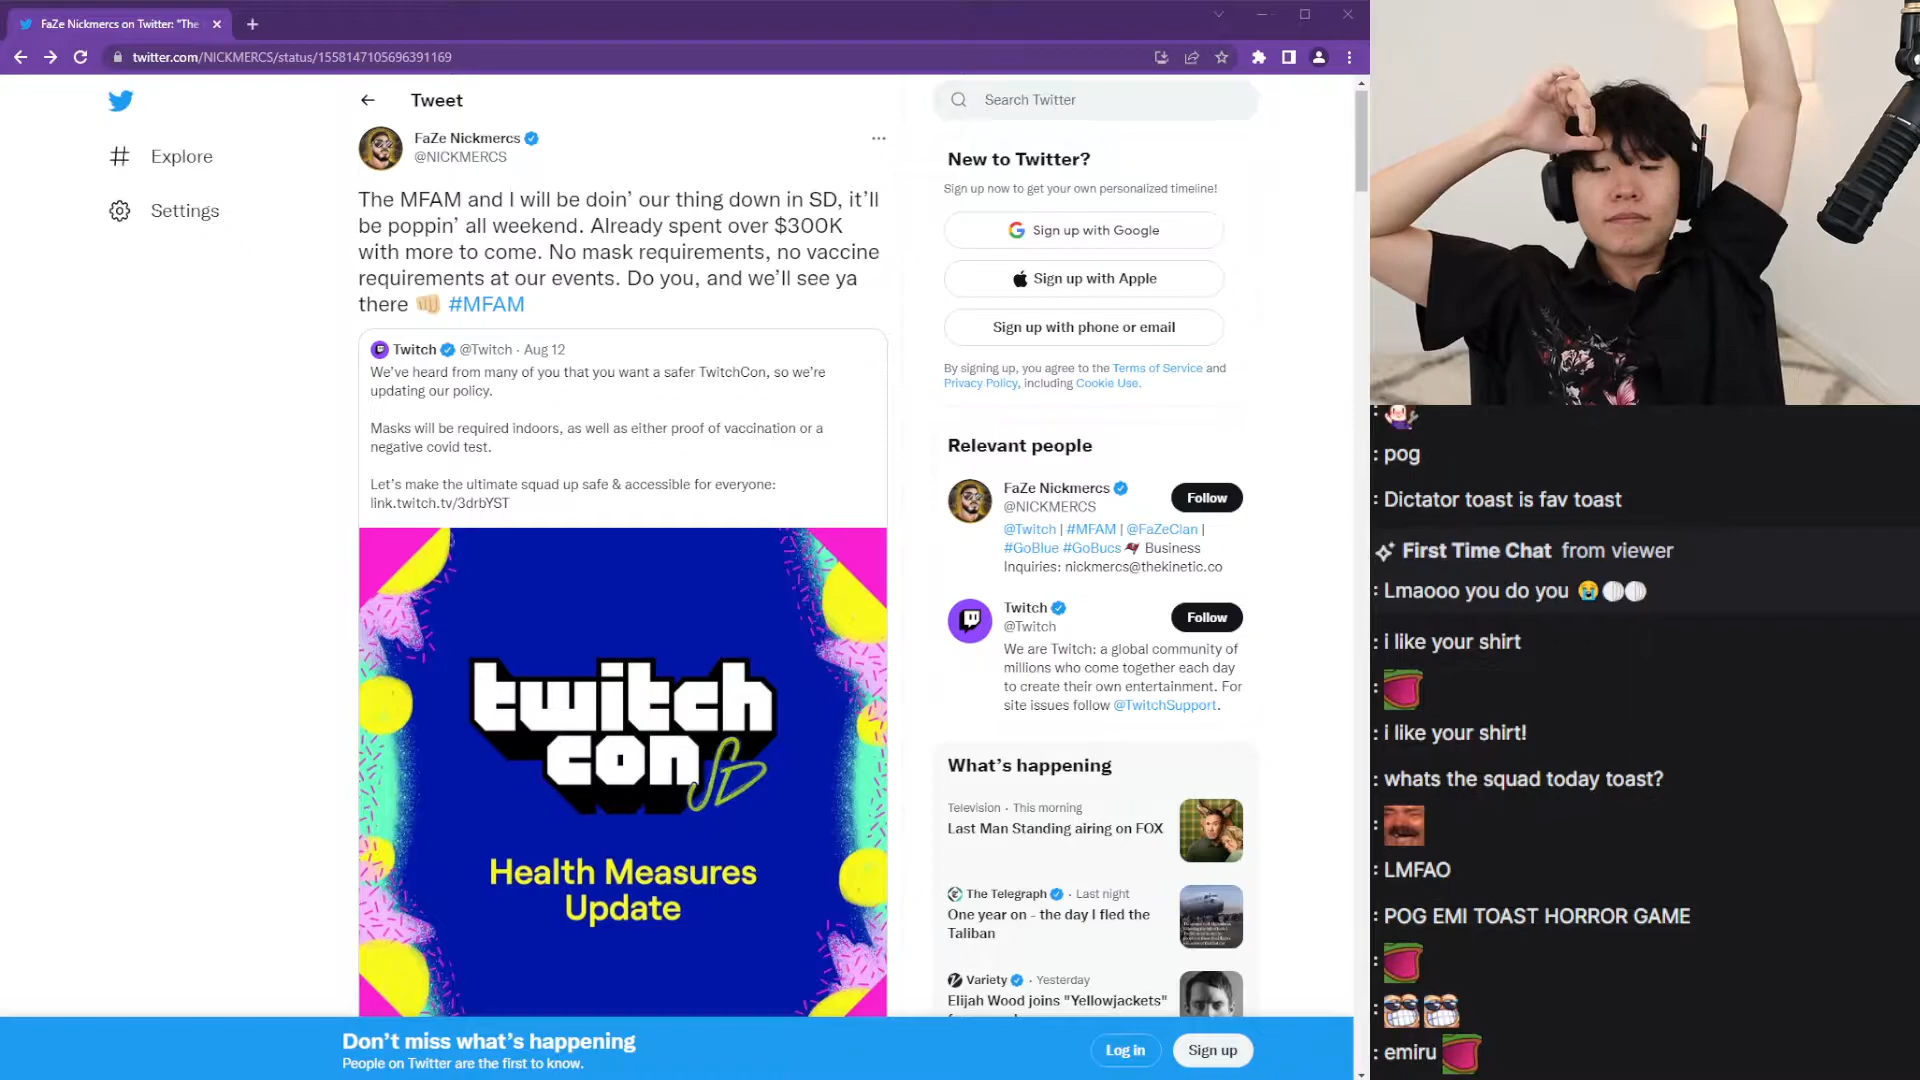 FaZe Nickmercs on Twitter: "The
twitter.com/NICKMERCS/status/1558147105696391169
Explore
Settings
Tweet
FaZe Nickmercs
@NICKMERCS
The MFAM and I will be doin’ our thing down in SD, it’ll
be poppin’ all weekend. Already spent over $300K
with more to come. No mask requirements, no vaccine
requirements at our events. Do you, and we’ll see ya
there 👊🏼 #MFAM
Twitch @Twitch · Aug 12
We’ve heard from many of you that you want a safer TwitchCon, so we’re
updating our policy.
Masks will be required indoors, as well as either proof of vaccination or a
negative covid test.
Let’s make the ultimate squad up safe & accessible for everyone:
link.twitch.tv/3drbYST
twitch
con SD
Health Measures
Update
Search Twitter
New to Twitter?
Sign up now to get your own personalized timeline!
Sign up with Google
Sign up with Apple
Sign up with phone or email
By signing up, you agree to the Terms of Service and
Privacy Policy, including Cookie Use.
Relevant people
FaZe Nickmercs
@NICKMERCS
Follow
@Twitch | #MFAM | @FaZeClan |
#GoBlue #GoBucs Business
Inquiries: nickmercs@thekinetic.co
Twitch
@Twitch
Follow
We are Twitch: a global community of
millions who come together each day
to create their own entertainment. For
site issues follow @TwitchSupport.
What’s happening
Television · This morning
Last Man Standing airing on FOX
The Telegraph · Last night
One year on - the day I fled the
Taliban
Variety · Yesterday
Elijah Wood joins "Yellowjackets"
Don’t miss what’s happening
People on Twitter are the first to know.
Log in
Sign up
:
: pog
: Dictator toast is fav toast
First Time Chat from viewer
: Lmaooo you do you 😭
: i like your shirt
:
: i like your shirt!
: whats the squad today toast?
:
: LMFAO
: POG EMI TOAST HORROR GAME
:
:
: emiru